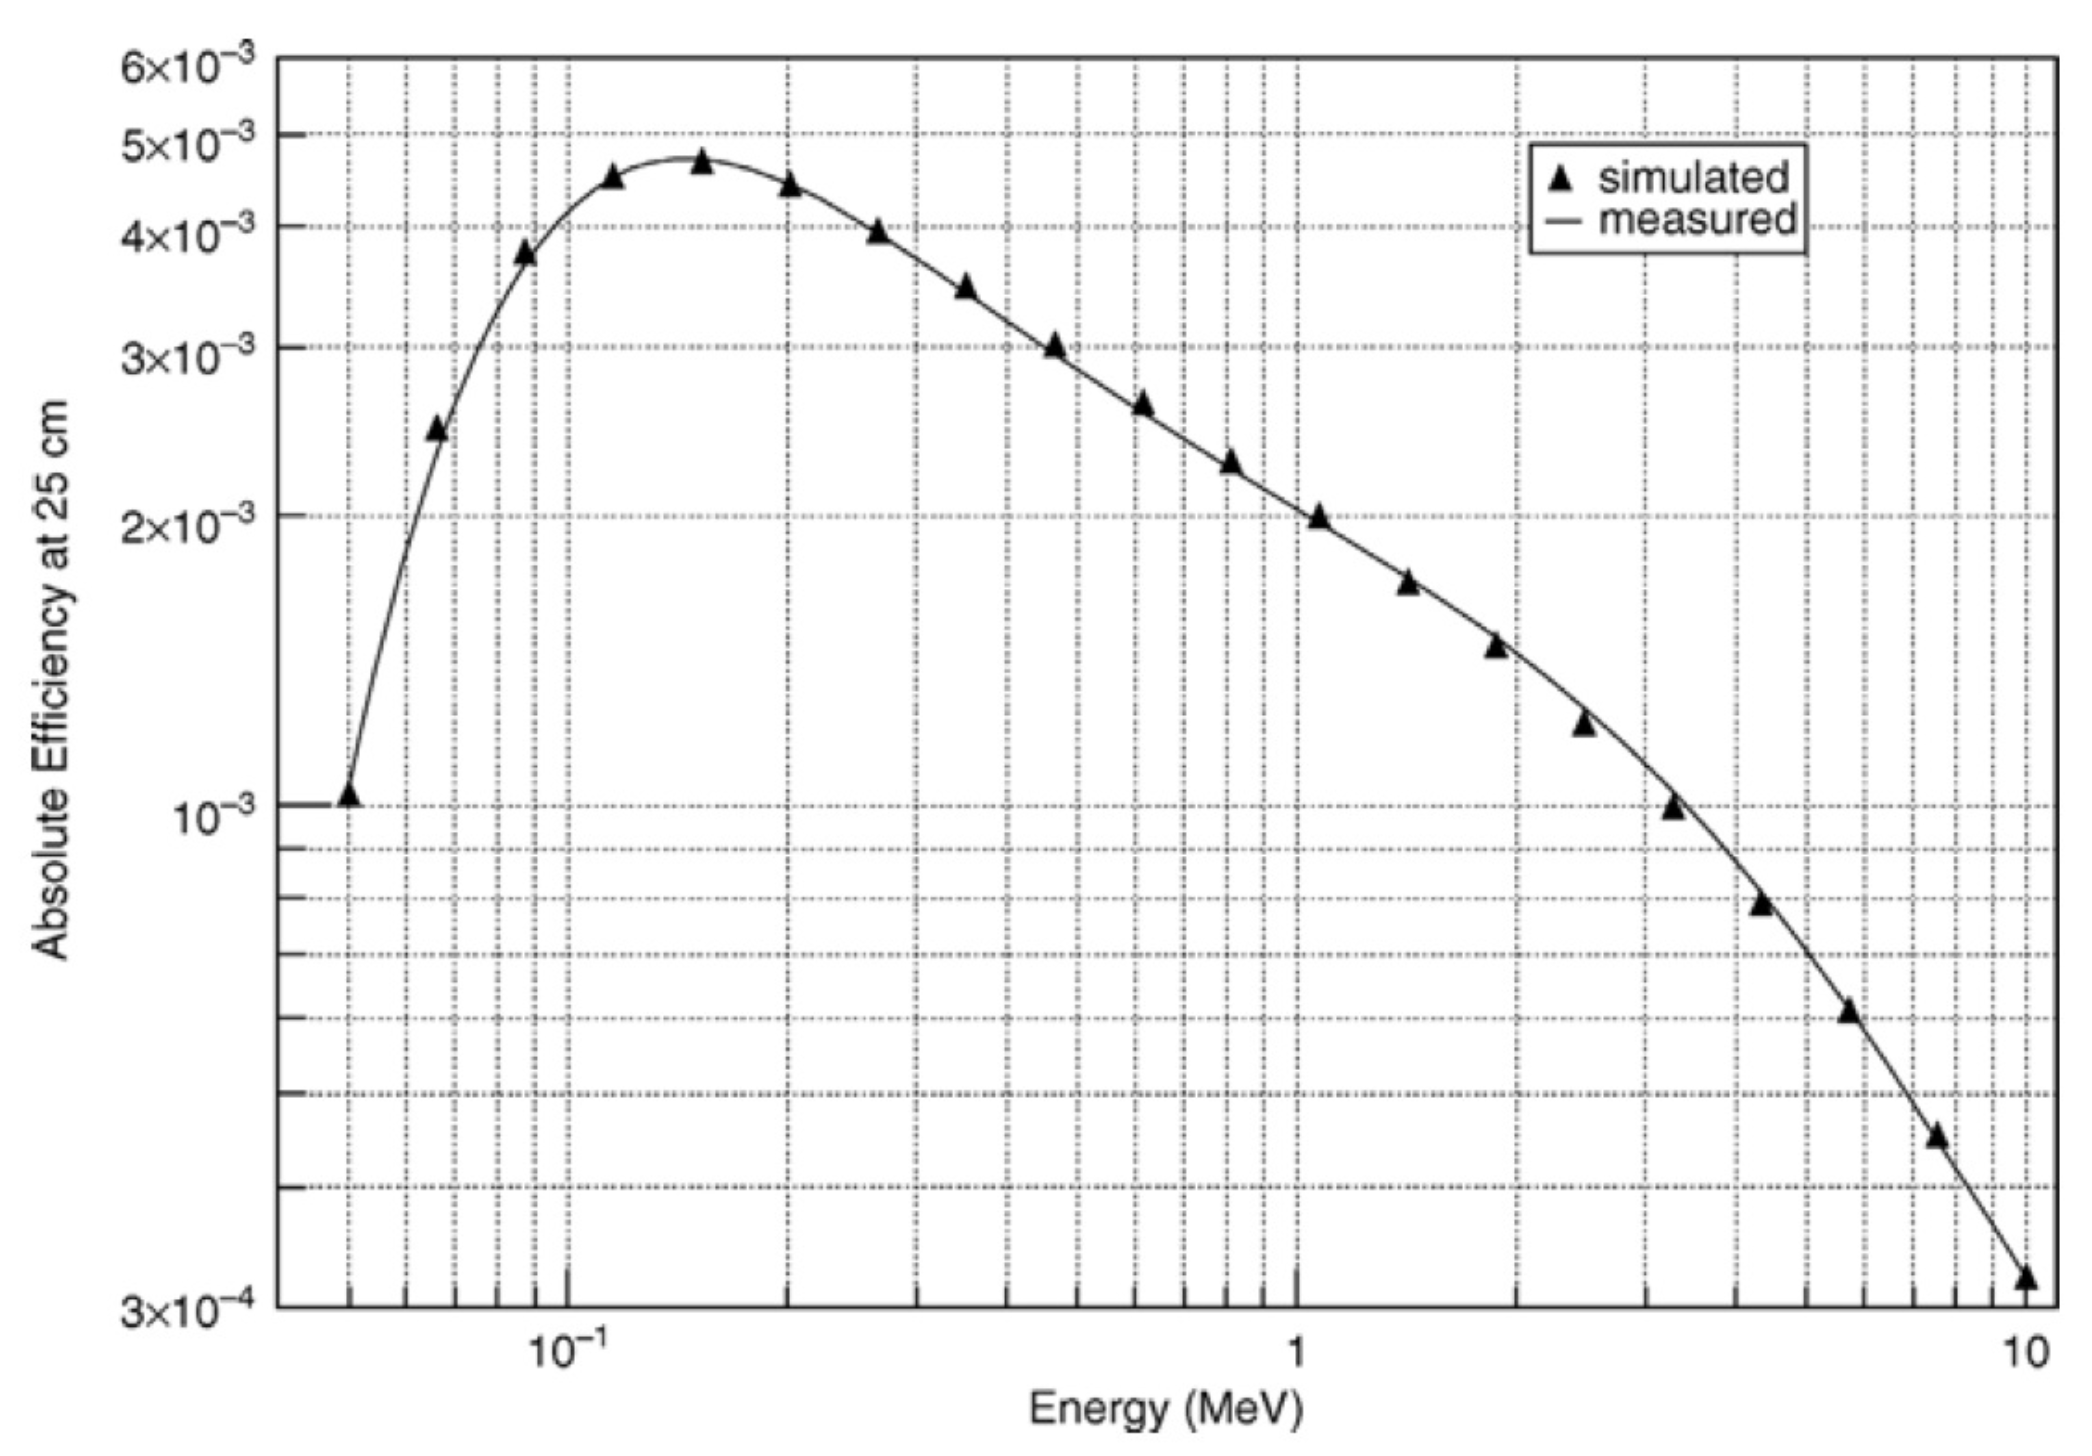 6×10⁻³
5×10⁻³
4×10⁻³
3×10⁻³
2×10⁻³
10⁻³
3×10⁻⁴
Absolute Efficiency at 25 cm
simulated
measured
10⁻¹
1
10
Energy (MeV)